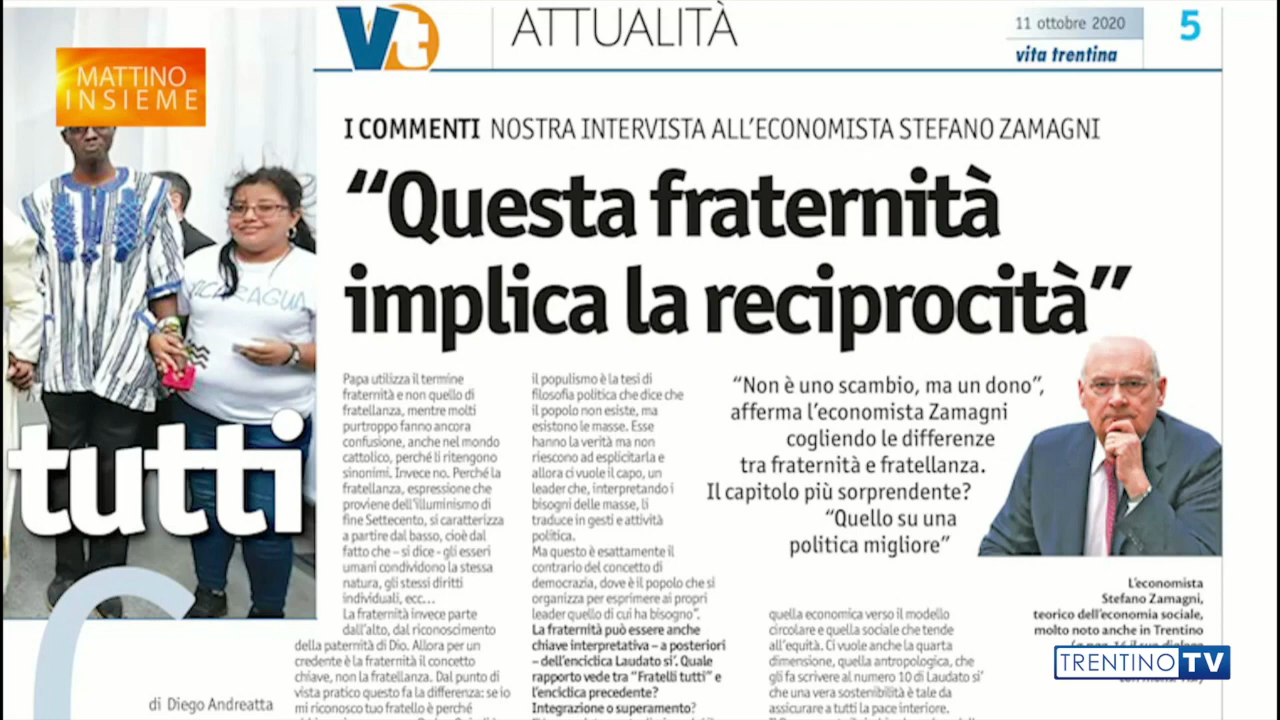 Vt
ATTUALITÀ
11 ottobre 2020
vita trentina
5
MATTINO
INSIEME
I COMMENTI NOSTRA INTERVISTA ALL'ECONOMISTA STEFANO ZAMAGNI
“Questa fraternità
implica la reciprocità”
NICARAGUA
tutti
di Diego Andreatta
Papa utilizza il termine
fraternità e non quello di
fratellanza, mentre molti
purtroppo fanno ancora
confusione, anche nel mondo
cattolico, perché li ritengono
sinonimi. Invece no. Perché la
fratellanza, espressione che
proviene dell'illuminismo di
fine Settecento, si caratterizza
a partire dal basso, cioè dal
fatto che – si dice - gli esseri
umani condividono la stessa
natura, gli stessi diritti
individuali, ecc...
La fraternità invece parte
dall'alto, dal riconoscimento
della paternità di Dio. Allora per un
credente è la fraternità il concetto
chiave, non la fratellanza. Dal punto di
vista pratico questo fa la differenza: se io
mi riconosco tuo fratello è perché
il populismo è la tesi di
filosofia politica che dice che
il popolo non esiste, ma
esistono le masse. Esse
hanno la verità ma non
riescono ad esplicitarla e
allora ci vuole il capo, un
leader che, interpretando i
bisogni delle masse, li
traduce in gesti e attività
politica.
Ma questo è esattamente il
contrario del concetto di
democrazia, dove è il popolo che si
organizza per esprimere ai propri
leader quello di cui ha bisogno”.
La fraternità può essere anche
chiave interpretativa – a posteriori
– dell'enciclica Laudato si'. Quale
rapporto vede tra “Fratelli tutti” e
l'enciclica precedente?
Integrazione o superamento?
“Non è uno scambio, ma un dono”,
afferma l'economista Zamagni
cogliendo le differenze
tra fraternità e fratellanza.
Il capitolo più sorprendente?
“Quello su una
politica migliore”
quella economica verso il modello
circolare e quella sociale che tende
all'equità. Ci vuole anche la quarta
dimensione, quella antropologica, che
gli fa scrivere al numero 10 di Laudato si'
che una vera sostenibilità è tale da
assicurare a tutti la pace interiore.
L'economista
Stefano Zamagni,
teorico dell'economia sociale,
molto noto anche in Trentino
TRENTINO TV